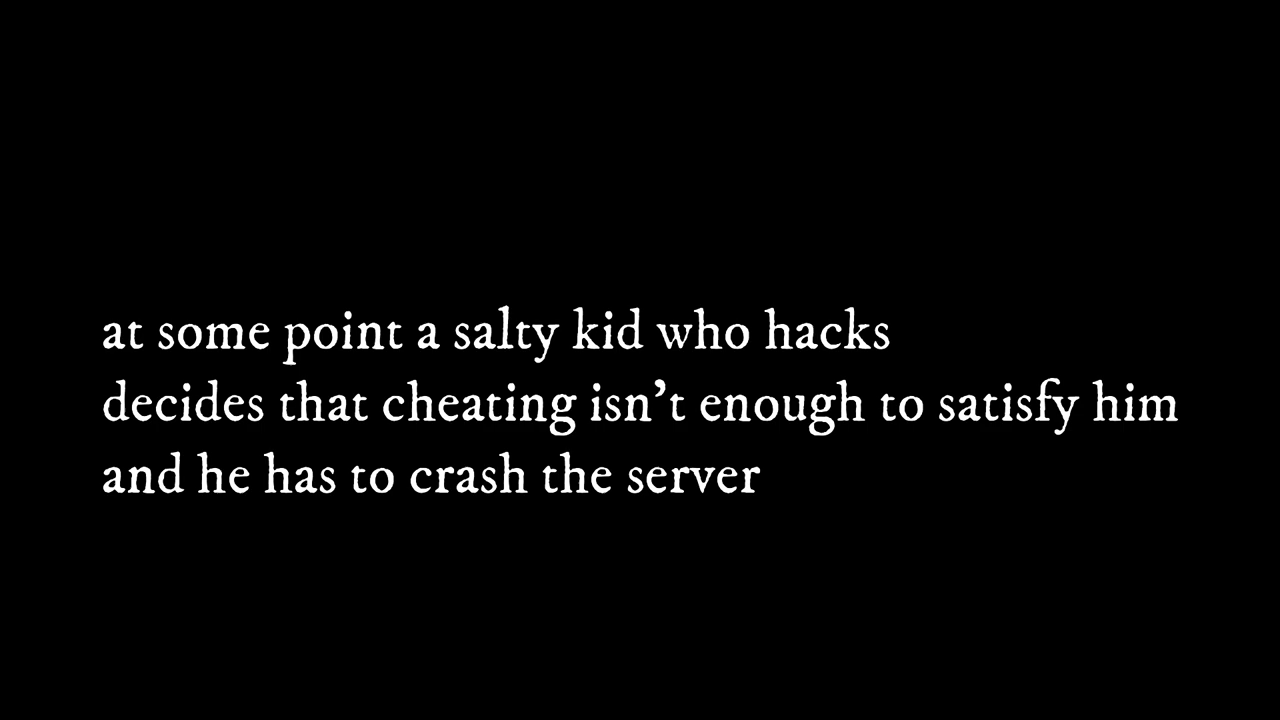 at some point a salty kid who hacks
decides that cheating isn’t enough to satisfy him
and he has to crash the server